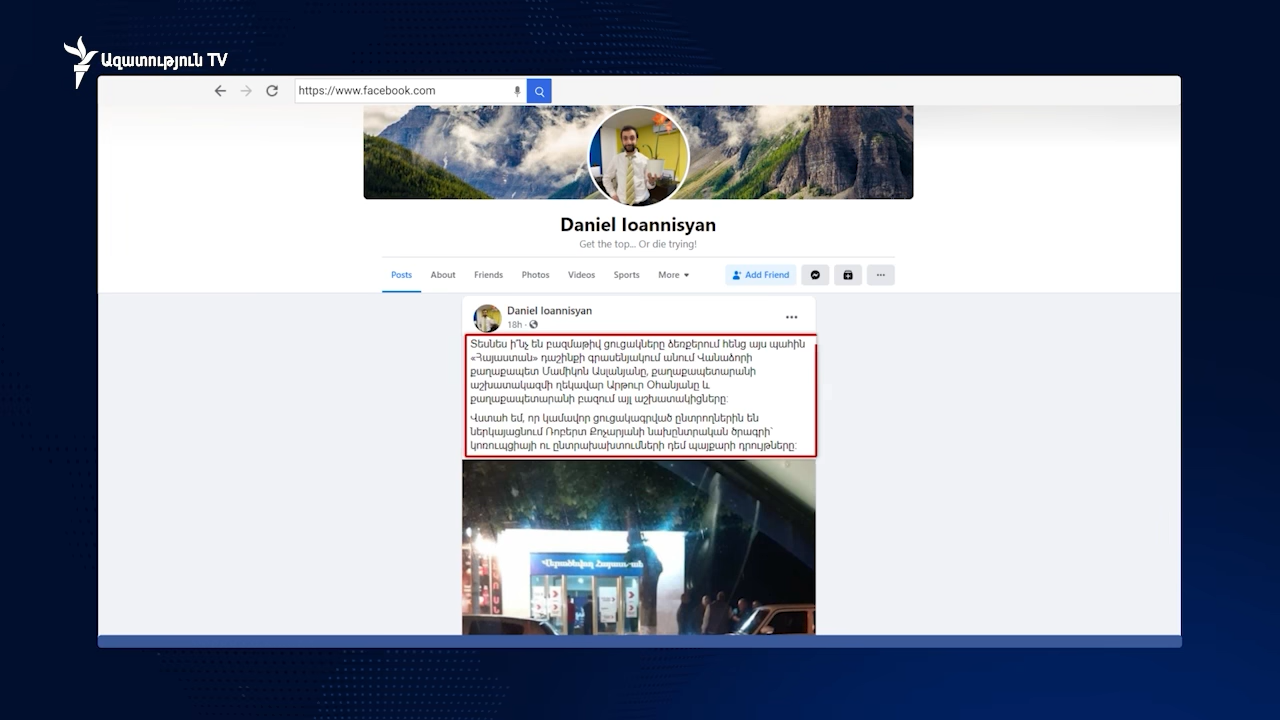 Ազատություն TV
https://www.facebook.com
Daniel Ioannisyan
Get the top... Or die trying!
Posts About Friends Photos Videos Sports More Add Friend
Daniel Ioannisyan
18h
Տեսնես ի՞նչ են բազմաթիվ ցուցակները ձեռքերում հենց այս պահին
«Հայաստան» դաշինքի գրասենյակում անում Վանաձորի
քաղաքապետ Մամիկոն Ասլանյանը, քաղաքապետարանի
աշխատակազմի ղեկավար Արթուր Օհանյանը և
քաղաքապետարանի բազում այլ աշխատակիցները։
Վստահ եմ, որ կամավոր ցուցակագրված ընտրողներին են
ներկայացնում Ռոբերտ Քոչարյանի նախընտրական ծրագրի՝
կոռուպցիայի ու ընտրախախտումների դեմ պայքարի դրույթները։